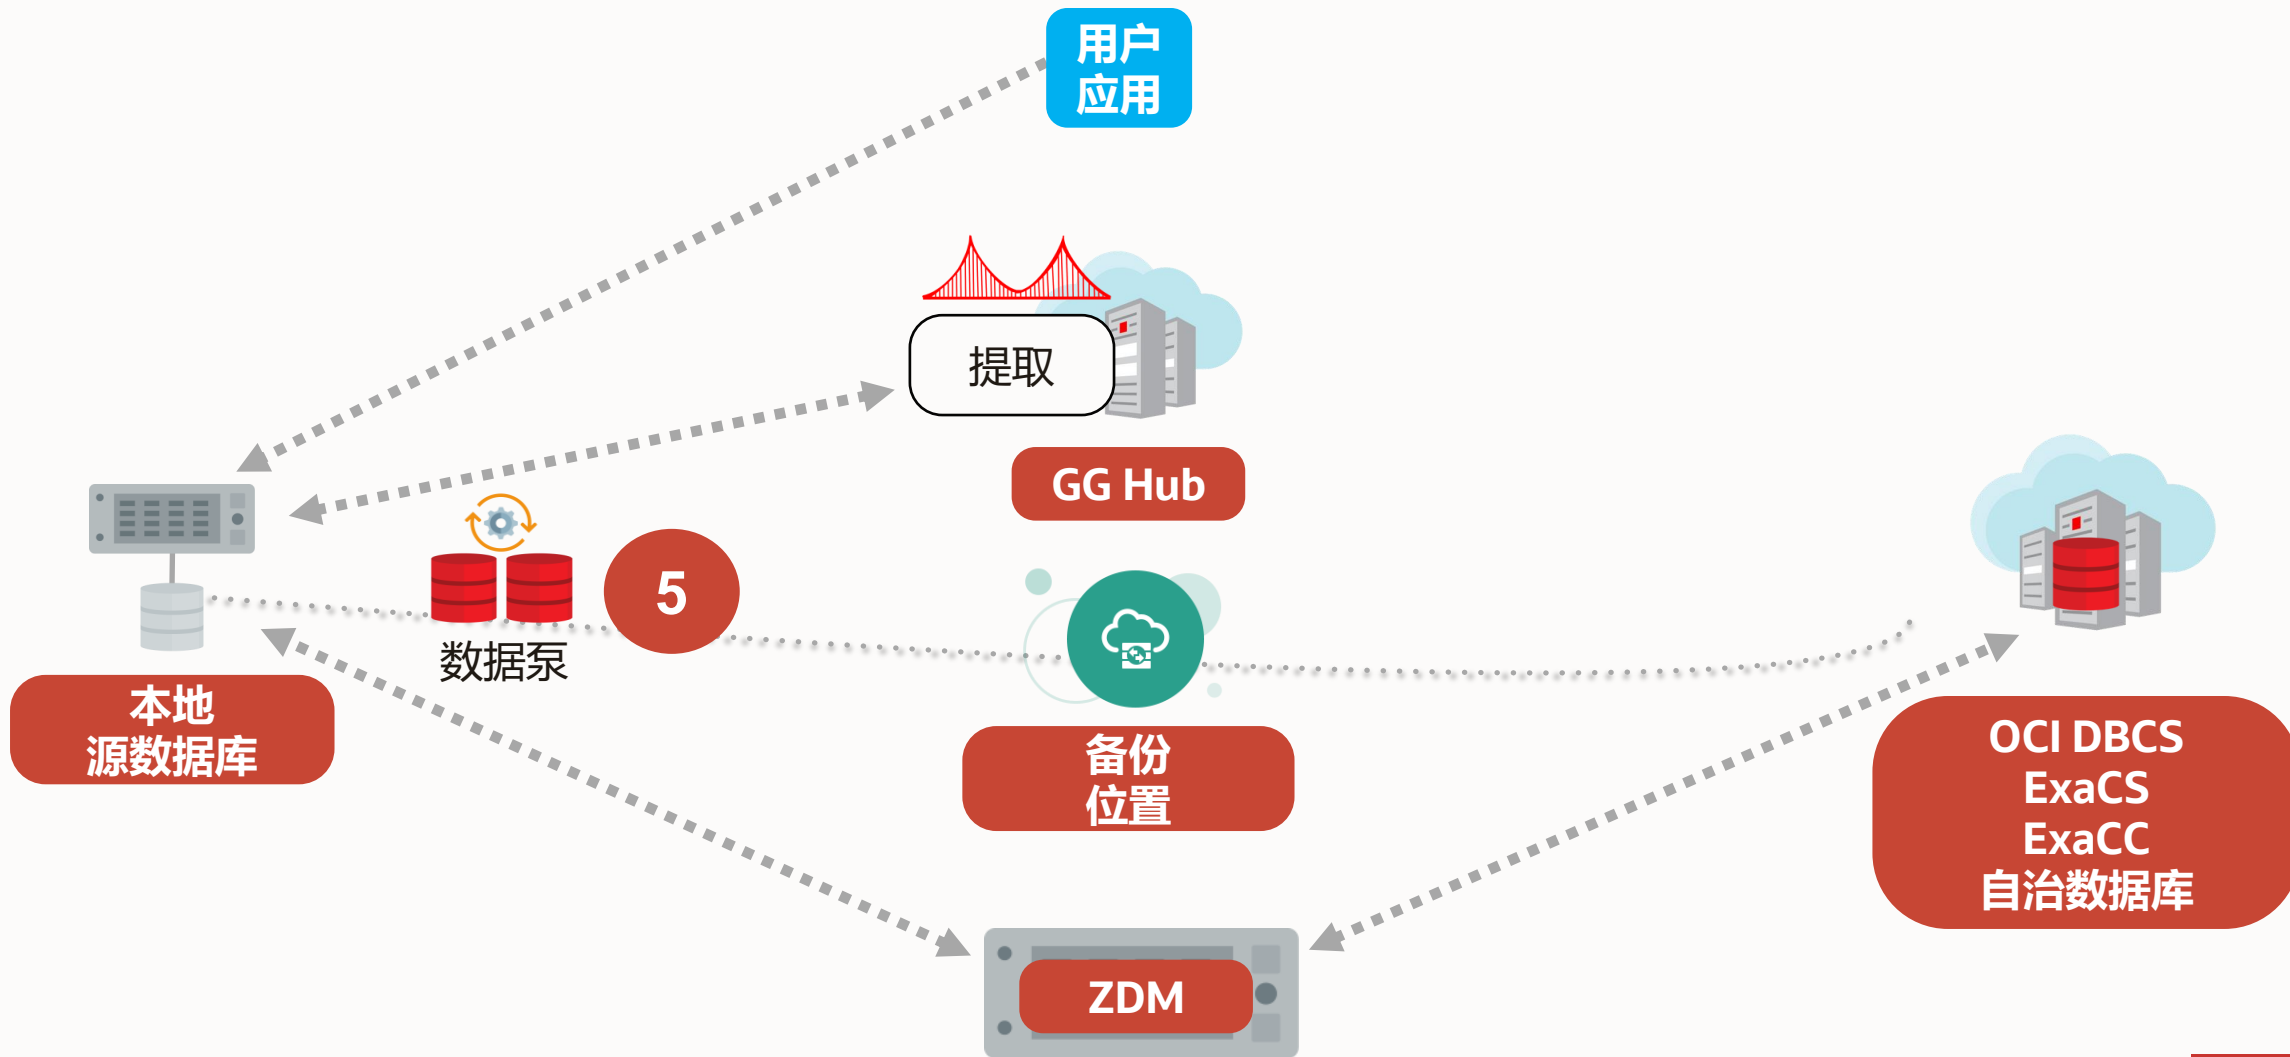 用户
应用
提取
GG Hub
5
数据泵
本地
源数据库
备份
位置
OCI DBCS
ExaCS
ExaCC
自治数据库
ZDM